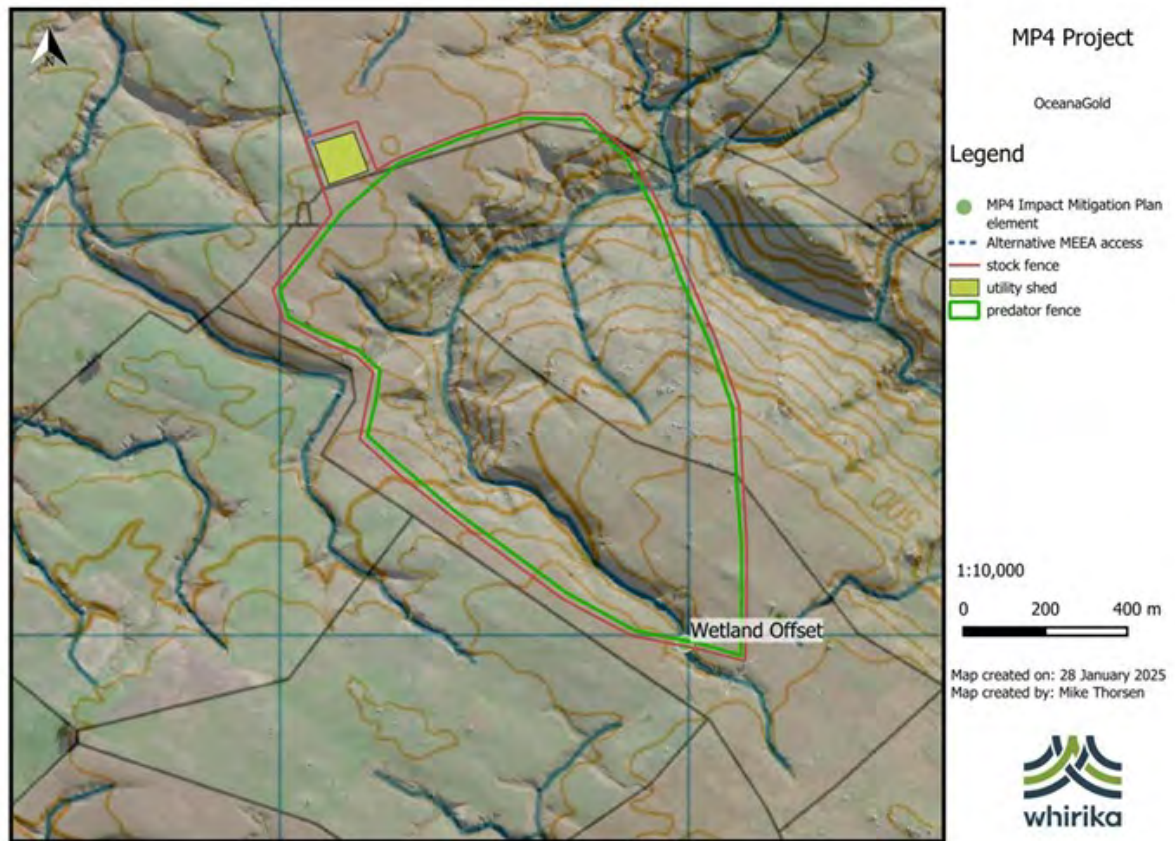 MP4 Project
OceanaGold
Legend
MP4 Impact Mitigation Plan
element
Alternative MEEA access
stock fence
utility shed
predator fence
Wetland Offset
500
1:10,000
0 200 400 m
Map created on: 28 January 2025
Map created by: Mike Thorsen
whirika